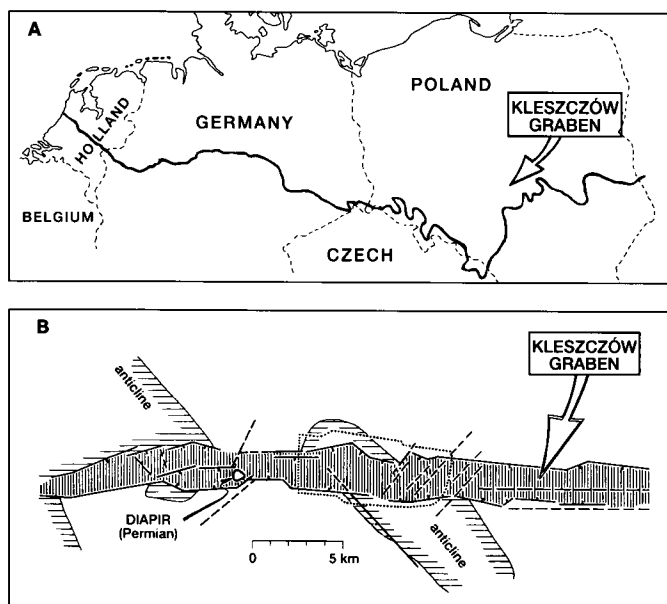 A
POLAND
KLESZCZÓW
GRABEN
GERMANY
HOLLAND
BELGIUM
CZECH
B
KLESZCZÓW
GRABEN
anticline
DIAPIR
(Permian)
0 5 km
anticline